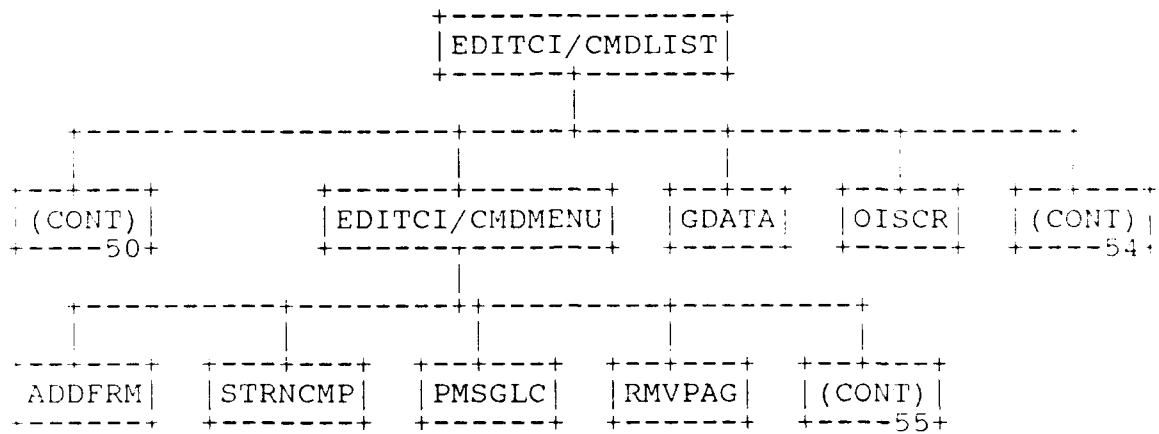 EDITCI/CMDLIST
(CONT) EDITCI/CMDMENU GDATA OISCR (CONT)
50 54
ADDFRM STRNCMP PMSGLC RMVPAG (CONT)
55